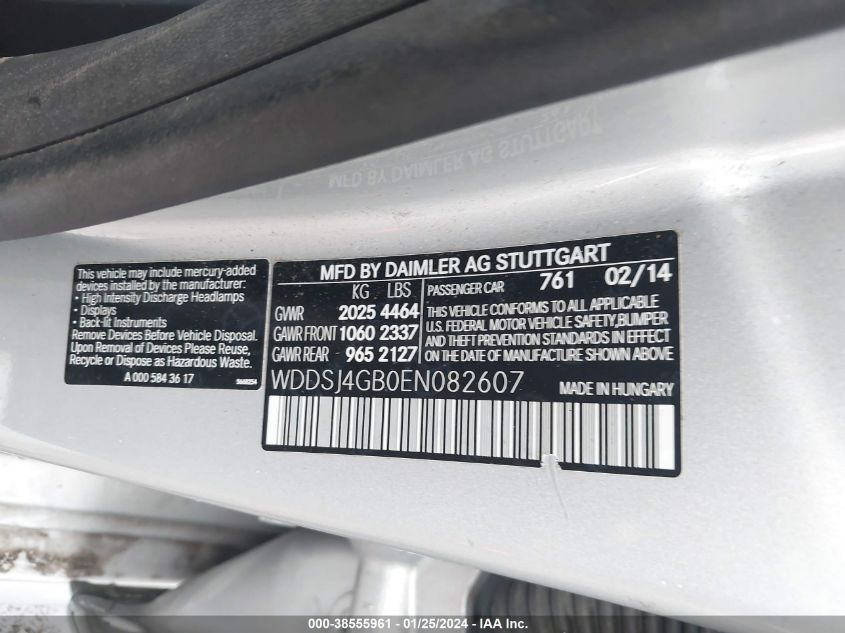 MFD BY DAIMLER AG STUTTGART
This vehicle may include mercury-added
devices installed by the manufacturer:
• High Intensity Discharge Headlamps
• Displays
• Back-lit Instruments
Remove Devices Before Vehicle Disposal.
Upon Removal of Devices Please Reuse,
Recycle or Dispose as Hazardous Waste.
A 000 584 36 17
MFD BY DAIMLER AG STUTTGART
KG LBS
GVWR 2025 4464
GAWR FRONT 1060 2337
GAWR REAR 965 2127
PASSENGER CAR 761 02/14
THIS VEHICLE CONFORMS TO ALL APPLICABLE
U.S. FEDERAL MOTOR VEHICLE SAFETY, BUMPER
AND THEFT PREVENTION STANDARDS IN EFFECT
ON THE DATE OF MANUFACTURE SHOWN ABOVE
WDDSJ4GB0EN082607
MADE IN HUNGARY
000-38555961 - 01/25/2024 - IAA Inc.